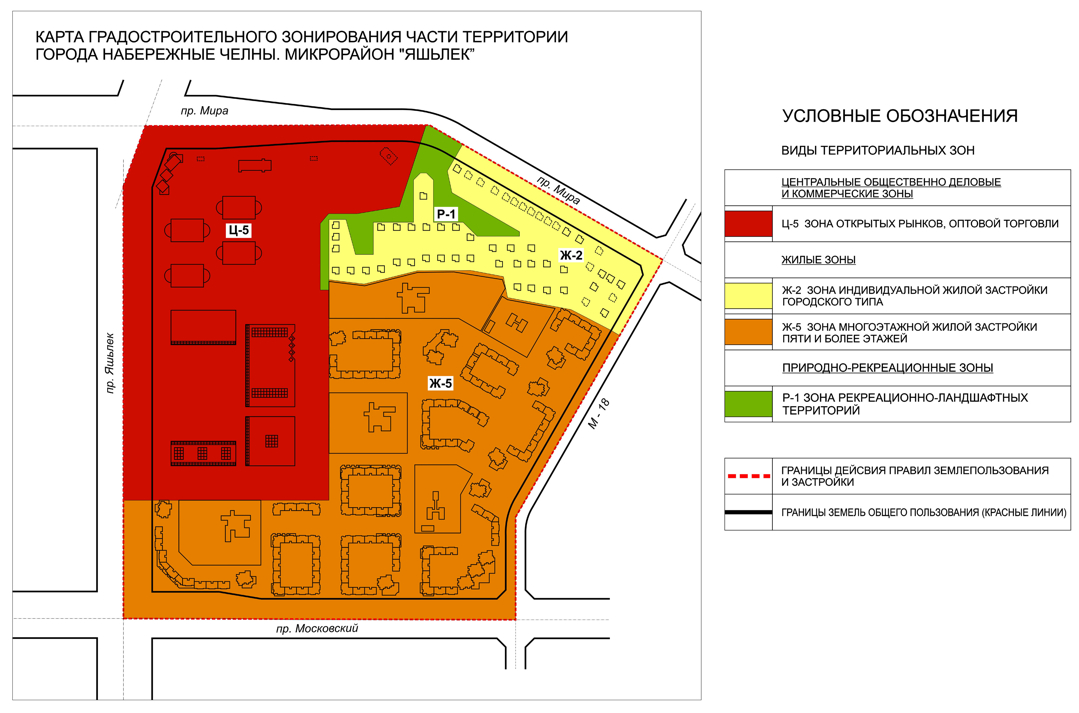 КАРТА ГРАДОСТРОИТЕЛЬНОГО ЗОНИРОВАНИЯ ЧАСТИ ТЕРРИТОРИИ
ГОРОДА НАБЕРЕЖНЫЕ ЧЕЛНЫ. МИКРОРАЙОН "ЯШЬЛЕК"
пр. Мира
пр. Мира
Р-1
Ц-5
Ж-2
пр. Яшьлек
Ж-5
М - 18
пр. Московский
УСЛОВНЫЕ ОБОЗНАЧЕНИЯ
ВИДЫ ТЕРРИТОРИАЛЬНЫХ ЗОН
ЦЕНТРАЛЬНЫЕ ОБЩЕСТВЕННО ДЕЛОВЫЕ
И КОММЕРЧЕСКИЕ ЗОНЫ
Ц-5 ЗОНА ОТКРЫТЫХ РЫНКОВ, ОПТОВОЙ ТОРГОВЛИ
ЖИЛЫЕ ЗОНЫ
Ж-2 ЗОНА ИНДИВИДУАЛЬНОЙ ЖИЛОЙ ЗАСТРОЙКИ
ГОРОДСКОГО ТИПА
Ж-5 ЗОНА МНОГОЭТАЖНОЙ ЖИЛОЙ ЗАСТРОЙКИ
ПЯТИ И БОЛЕЕ ЭТАЖЕЙ
ПРИРОДНО-РЕКРЕАЦИОННЫЕ ЗОНЫ
Р-1 ЗОНА РЕКРЕАЦИОННО-ЛАНДШАФТНЫХ
ТЕРРИТОРИЙ
ГРАНИЦЫ ДЕЙСВИЯ ПРАВИЛ ЗЕМЛЕПОЛЬЗОВАНИЯ
И ЗАСТРОЙКИ
ГРАНИЦЫ ЗЕМЕЛЬ ОБЩЕГО ПОЛЬЗОВАНИЯ (КРАСНЫЕ ЛИНИИ)